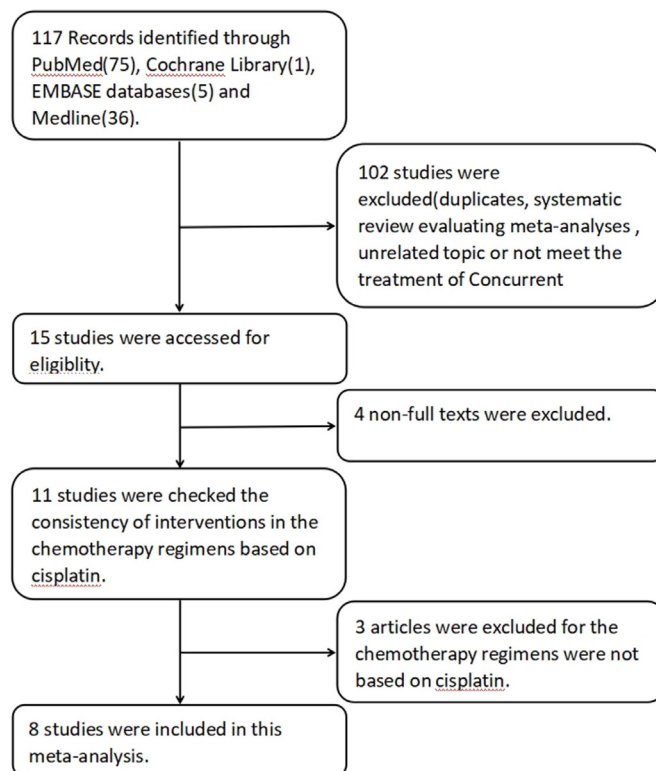 117 Records identified through
PubMed(75), Cochrane Library(1),
EMBASE databases(5) and
Medline(36).
102 studies were
excluded(duplicates, systematic
review evaluating meta-analyses ,
unrelated topic or not meet the
treatment of Concurrent
15 studies were accessed for
eligiblity.
4 non-full texts were excluded.
11 studies were checked the
consistency of interventions in the
chemotherapy regimens based on
cisplatin.
3 articles were excluded for the
chemotherapy regimens were not
based on cisplatin.
8 studies were included in this
meta-analysis.